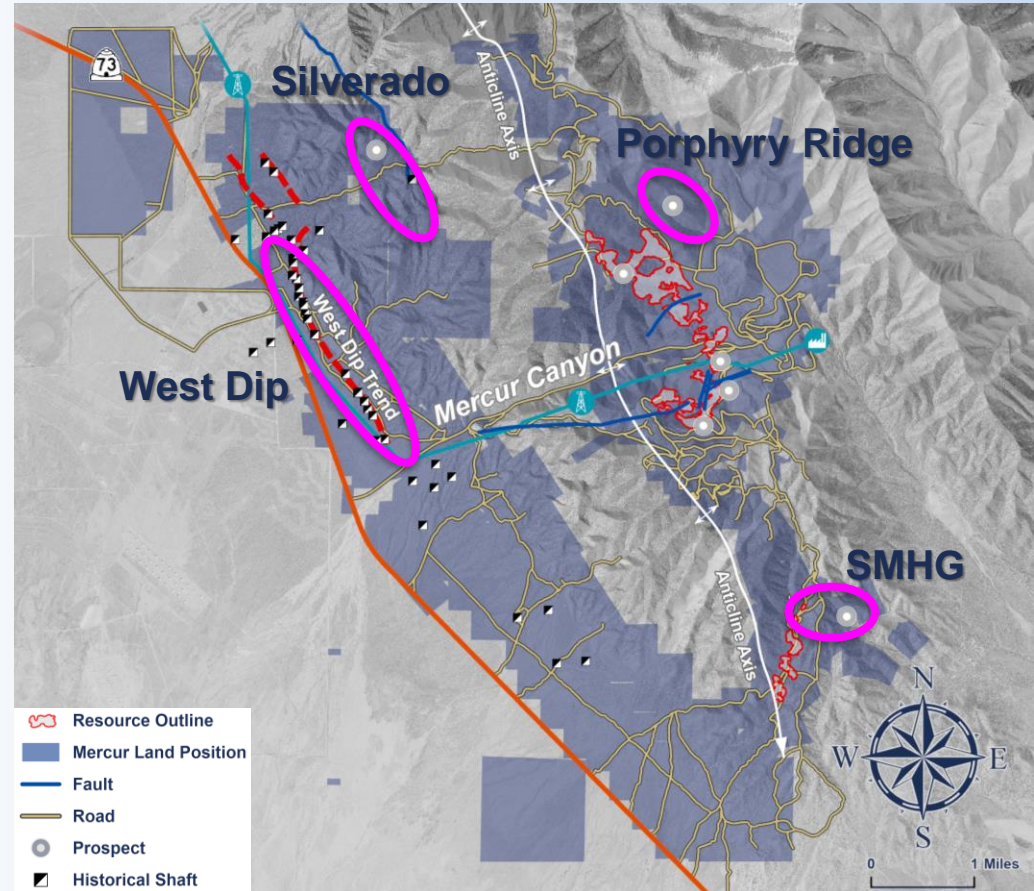 73
Anticline Axis
Silverado
Porphyry Ridge
West Dip Trend
West Dip
Mercur Canyon
SMHG
Anticline Axis
N
W
E
S
Resource Outline
Mercur Land Position
Fault
Road
Prospect
Historical Shaft
0
1 Miles